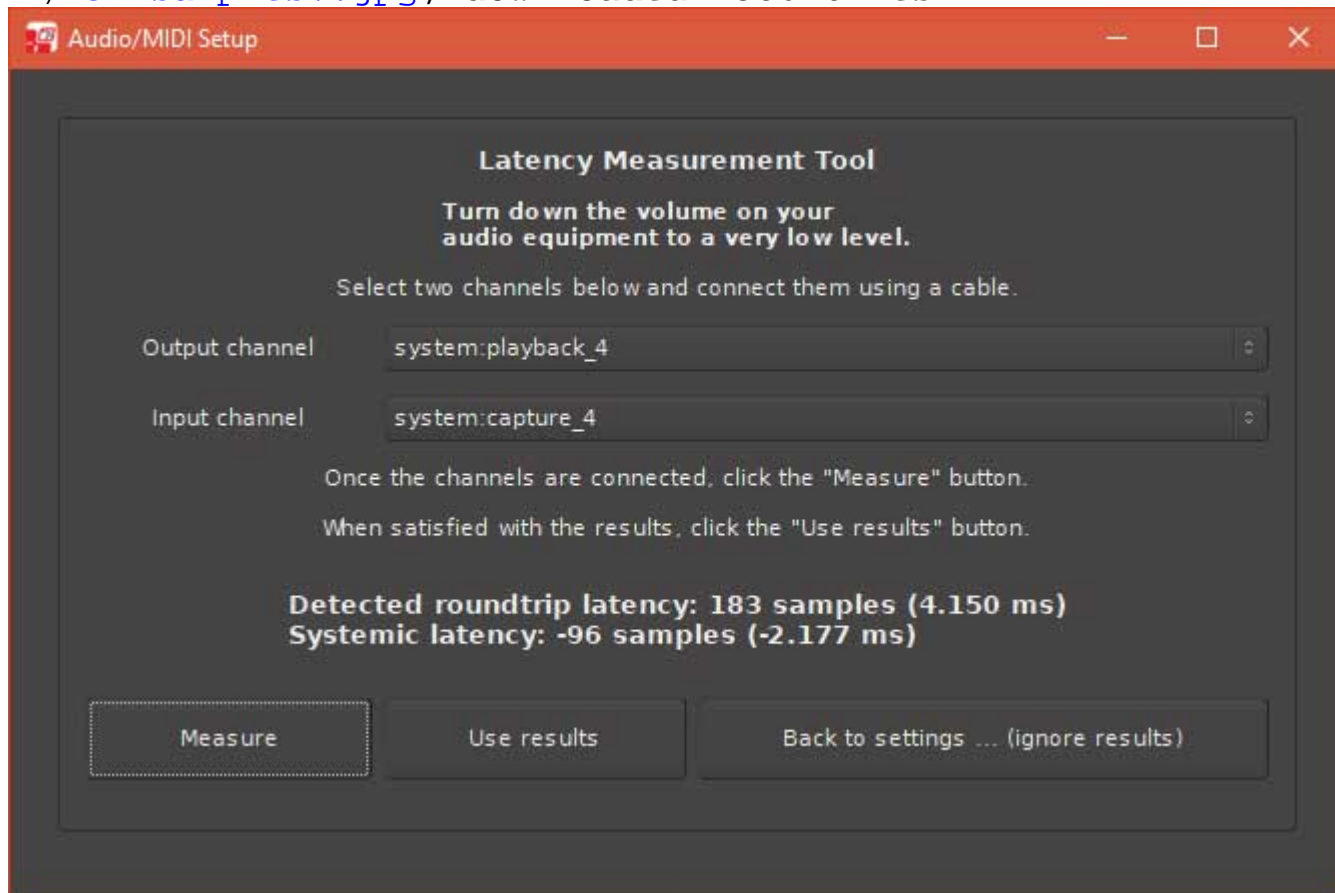 Audio/MIDI Setup
Latency Measurement Tool
Turn down the volume on your
audio equipment to a very low level.
Select two channels below and connect them using a cable.
Output channel system:playback_4
Input channel system:capture_4
Once the channels are connected, click the "Measure" button.
When satisfied with the results, click the "Use results" button.
Detected roundtrip latency: 183 samples (4.150 ms)
Systemic latency: -96 samples (-2.177 ms)
Measure Use results Back to settings ... (ignore results)